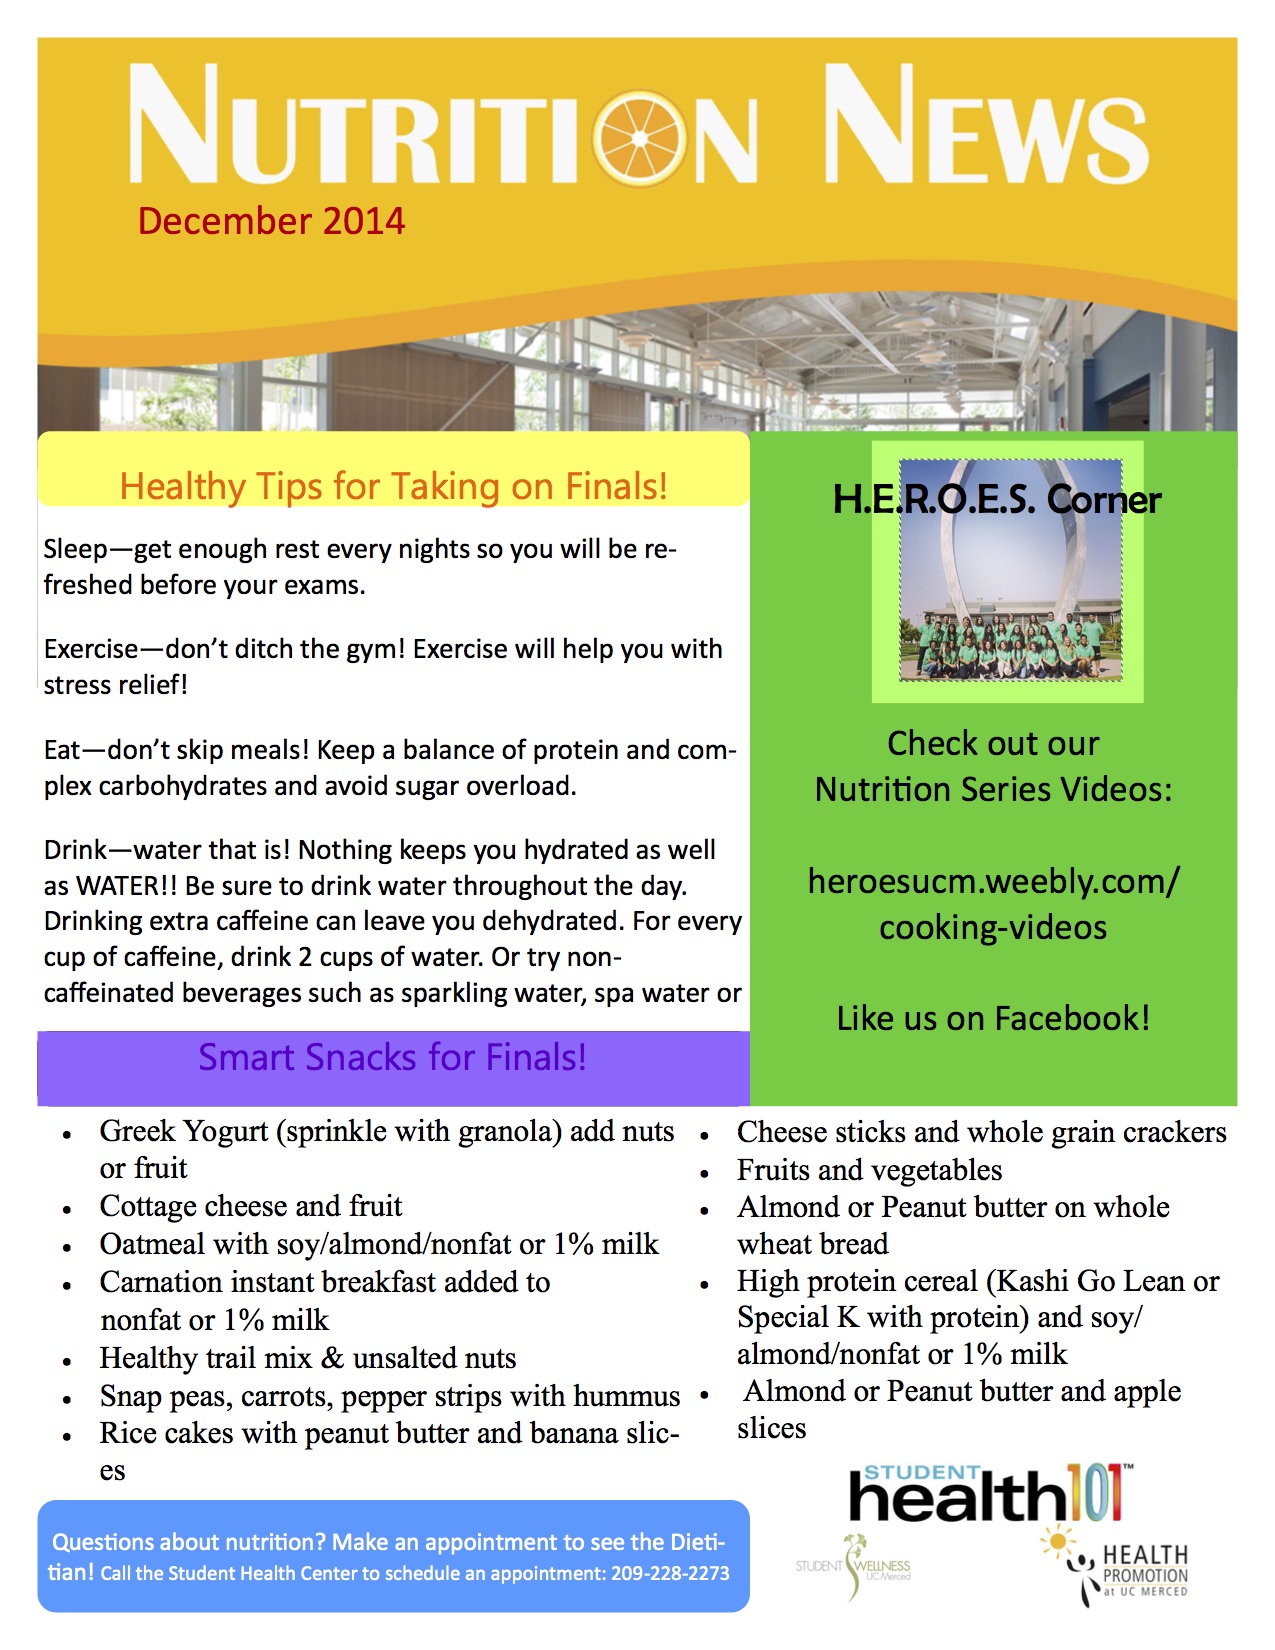 NUTRITION NEWS
December 2014
Healthy Tips for Taking on Finals!
Sleep—get enough rest every nights so you will be re-
freshed before your exams.
Exercise—don’t ditch the gym! Exercise will help you with
stress relief!
Eat—don’t skip meals! Keep a balance of protein and com-
plex carbohydrates and avoid sugar overload.
Drink—water that is! Nothing keeps you hydrated as well
as WATER!! Be sure to drink water throughout the day.
Drinking extra caffeine can leave you dehydrated. For every
cup of caffeine, drink 2 cups of water. Or try non-
caffeinated beverages such as sparkling water, spa water or
H.E.R.O.E.S. Corner
Check out our
Nutrition Series Videos:
heroesucm.weebly.com/
cooking-videos
Like us on Facebook!
Smart Snacks for Finals!
• Greek Yogurt (sprinkle with granola) add nuts
or fruit
• Cottage cheese and fruit
• Oatmeal with soy/almond/nonfat or 1% milk
• Carnation instant breakfast added to
nonfat or 1% milk
• Healthy trail mix & unsalted nuts
• Snap peas, carrots, pepper strips with hummus
• Rice cakes with peanut butter and banana slic-
es
• Cheese sticks and whole grain crackers
• Fruits and vegetables
• Almond or Peanut butter on whole
wheat bread
• High protein cereal (Kashi Go Lean or
Special K with protein) and soy/
almond/nonfat or 1% milk
• Almond or Peanut butter and apple
slices
Questions about nutrition? Make an appointment to see the Dieti-
tian! Call the Student Health Center to schedule an appointment: 209-228-2273
STUDENT
health101™
STUDENT WELLNESS
UC Merced
HEALTH
PROMOTION
at UC MERCED